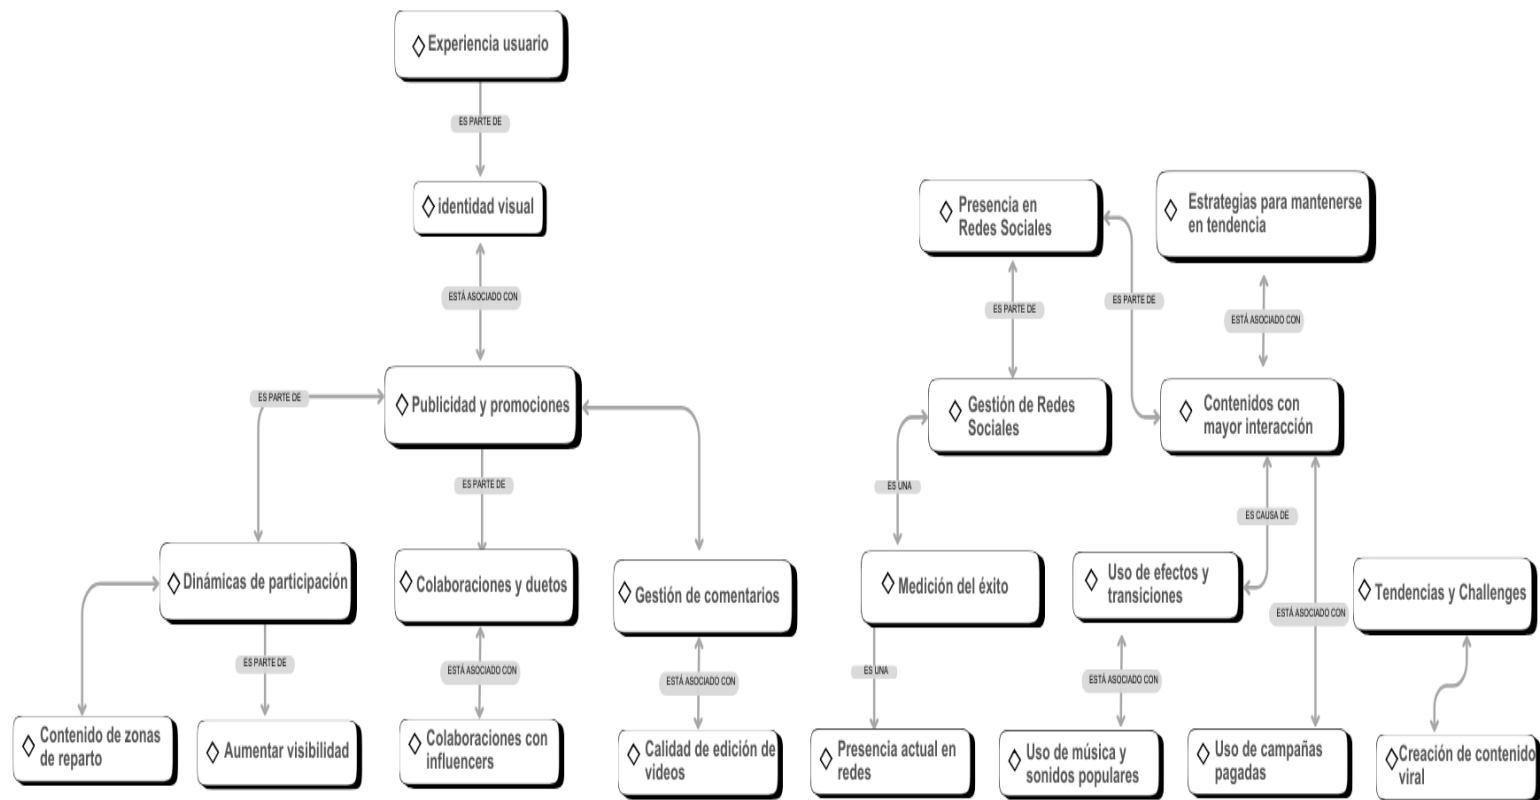 Experiencia usuario
ES PARTE DE
identidad visual
Presencia en
Redes Sociales
Estrategias para mantenerse
en tendencia
ESTÁ ASOCIADO CON
ES PARTE DE
ES PARTE DE
ESTÁ ASOCIADO CON
Publicidad y promociones
ES PARTE DE
Gestión de Redes
Sociales
Contenidos con
mayor interacción
ES PARTE DE
ES UNA
ES CAUSA DE
Dinámicas de participación
Colaboraciones y duetos
Gestión de comentarios
Medición del éxito
Uso de efectos y
transiciones
Tendencias y Challenges
ESTÁ ASOCIADO CON
ES PARTE DE
ESTÁ ASOCIADO CON
ESTÁ ASOCIADO CON
ES UNA
ESTÁ ASOCIADO CON
Contenido de zonas
de reparto
Aumentar visibilidad
Colaboraciones con
influencers
Calidad de edición de
videos
Presencia actual en
redes
Uso de música y
sonidos populares
Uso de campañas
pagadas
Creación de contenido
viral